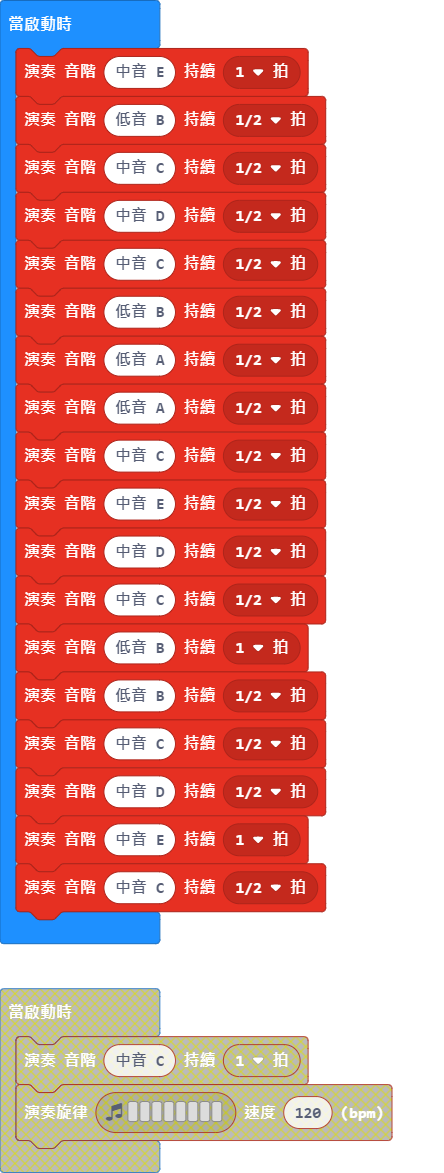 當啟動時
演奏 音階 中音 E 持續 1 拍
演奏 音階 低音 B 持續 1/2 拍
演奏 音階 中音 C 持續 1/2 拍
演奏 音階 中音 D 持續 1/2 拍
演奏 音階 中音 C 持續 1/2 拍
演奏 音階 低音 B 持續 1/2 拍
演奏 音階 低音 A 持續 1/2 拍
演奏 音階 低音 A 持續 1/2 拍
演奏 音階 中音 C 持續 1/2 拍
演奏 音階 中音 E 持續 1/2 拍
演奏 音階 中音 D 持續 1/2 拍
演奏 音階 中音 C 持續 1/2 拍
演奏 音階 低音 B 持續 1 拍
演奏 音階 低音 B 持續 1/2 拍
演奏 音階 中音 C 持續 1/2 拍
演奏 音階 中音 D 持續 1/2 拍
演奏 音階 中音 E 持續 1 拍
演奏 音階 中音 C 持續 1/2 拍
當啟動時
演奏 音階 中音 C 持續 1 拍
演奏旋律 速度 120 (bpm)